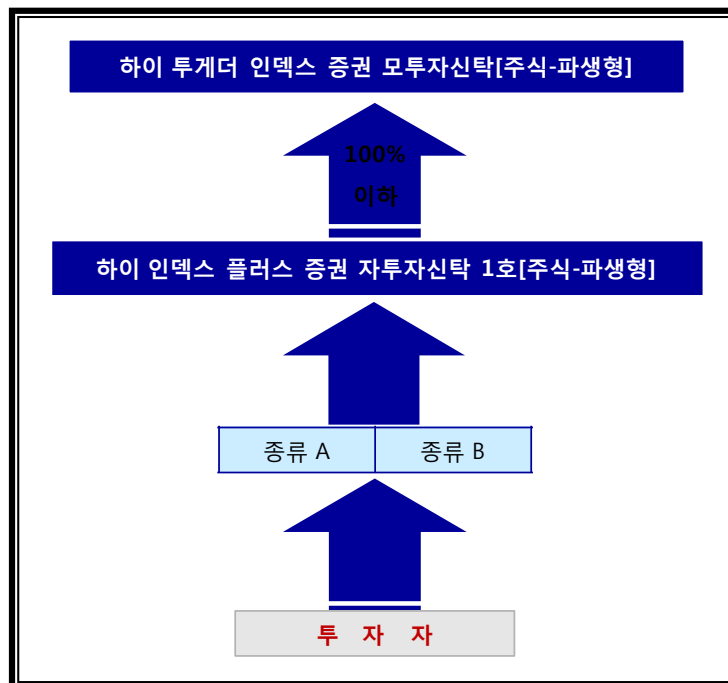 하이 투게더 인덱스 증권 모투자신탁[주식-파생형]
100%
이하
하이 인덱스 플러스 증권 자투자신탁 1호[주식-파생형]
종류 A 종류 B
투 자 자